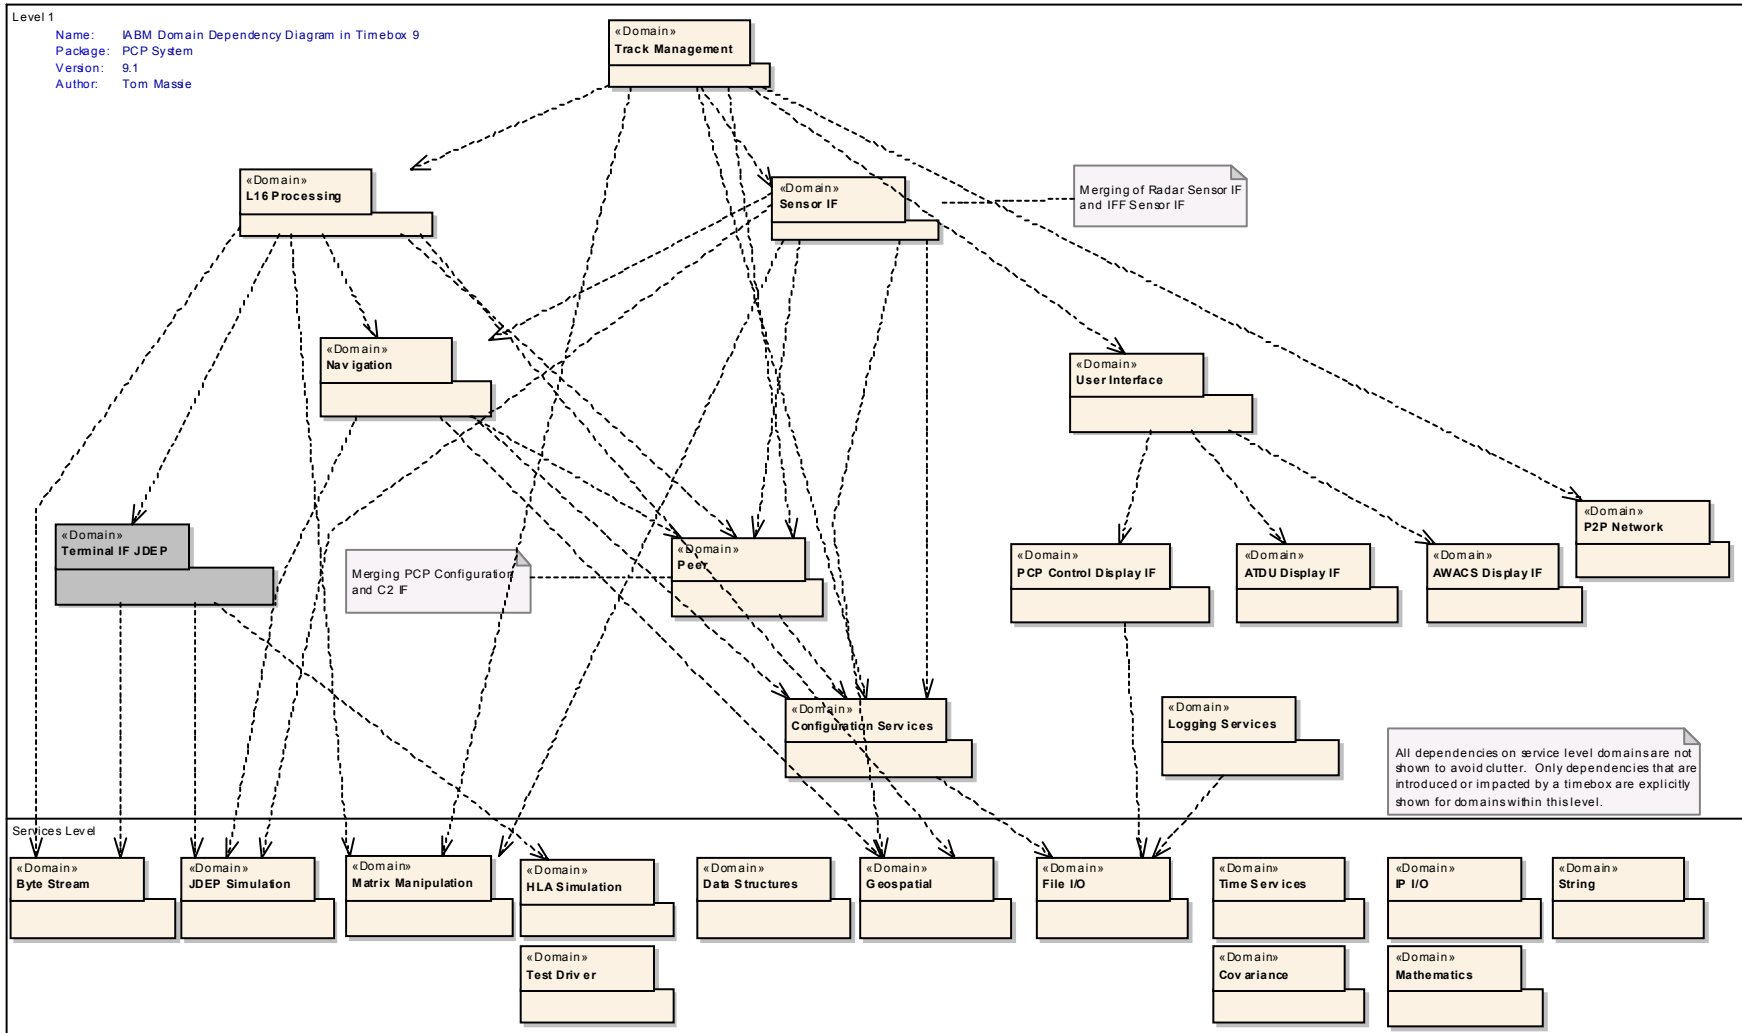 Level 1
Name: IABM Domain Dependency Diagram in Timebox 9
Package: PCP System
Version: 9.1
Author: Tom Massie
«Domain»
Track Management
«Domain»
L16 Processing
«Domain»
Sensor IF
Merging of Radar Sensor IF
and IFF Sensor IF
«Domain»
Navigation
«Domain»
User Interface
«Domain»
Terminal IF JDEP
Merging PCP Configuration
and C2 IF
«Domain»
Peer
«Domain»
PCP Control Display IF
«Domain»
ATDU Display IF
«Domain»
AWACS Display IF
«Domain»
P2P Network
«Domain»
Configuration Services
«Domain»
Logging Services
All dependencies on service level domains are not
shown to avoid clutter. Only dependencies that are
introduced or impacted by a timebox are explicitly
shown for domains within this level.
Services Level
«Domain»
Byte Stream
«Domain»
JDEP Simulation
«Domain»
Matrix Manipulation
«Domain»
HLA Simulation
«Domain»
Data Structures
«Domain»
Geospatial
«Domain»
File I/O
«Domain»
Time Services
«Domain»
IP I/O
«Domain»
String
«Domain»
Test Driver
«Domain»
Covariance
«Domain»
Mathematics